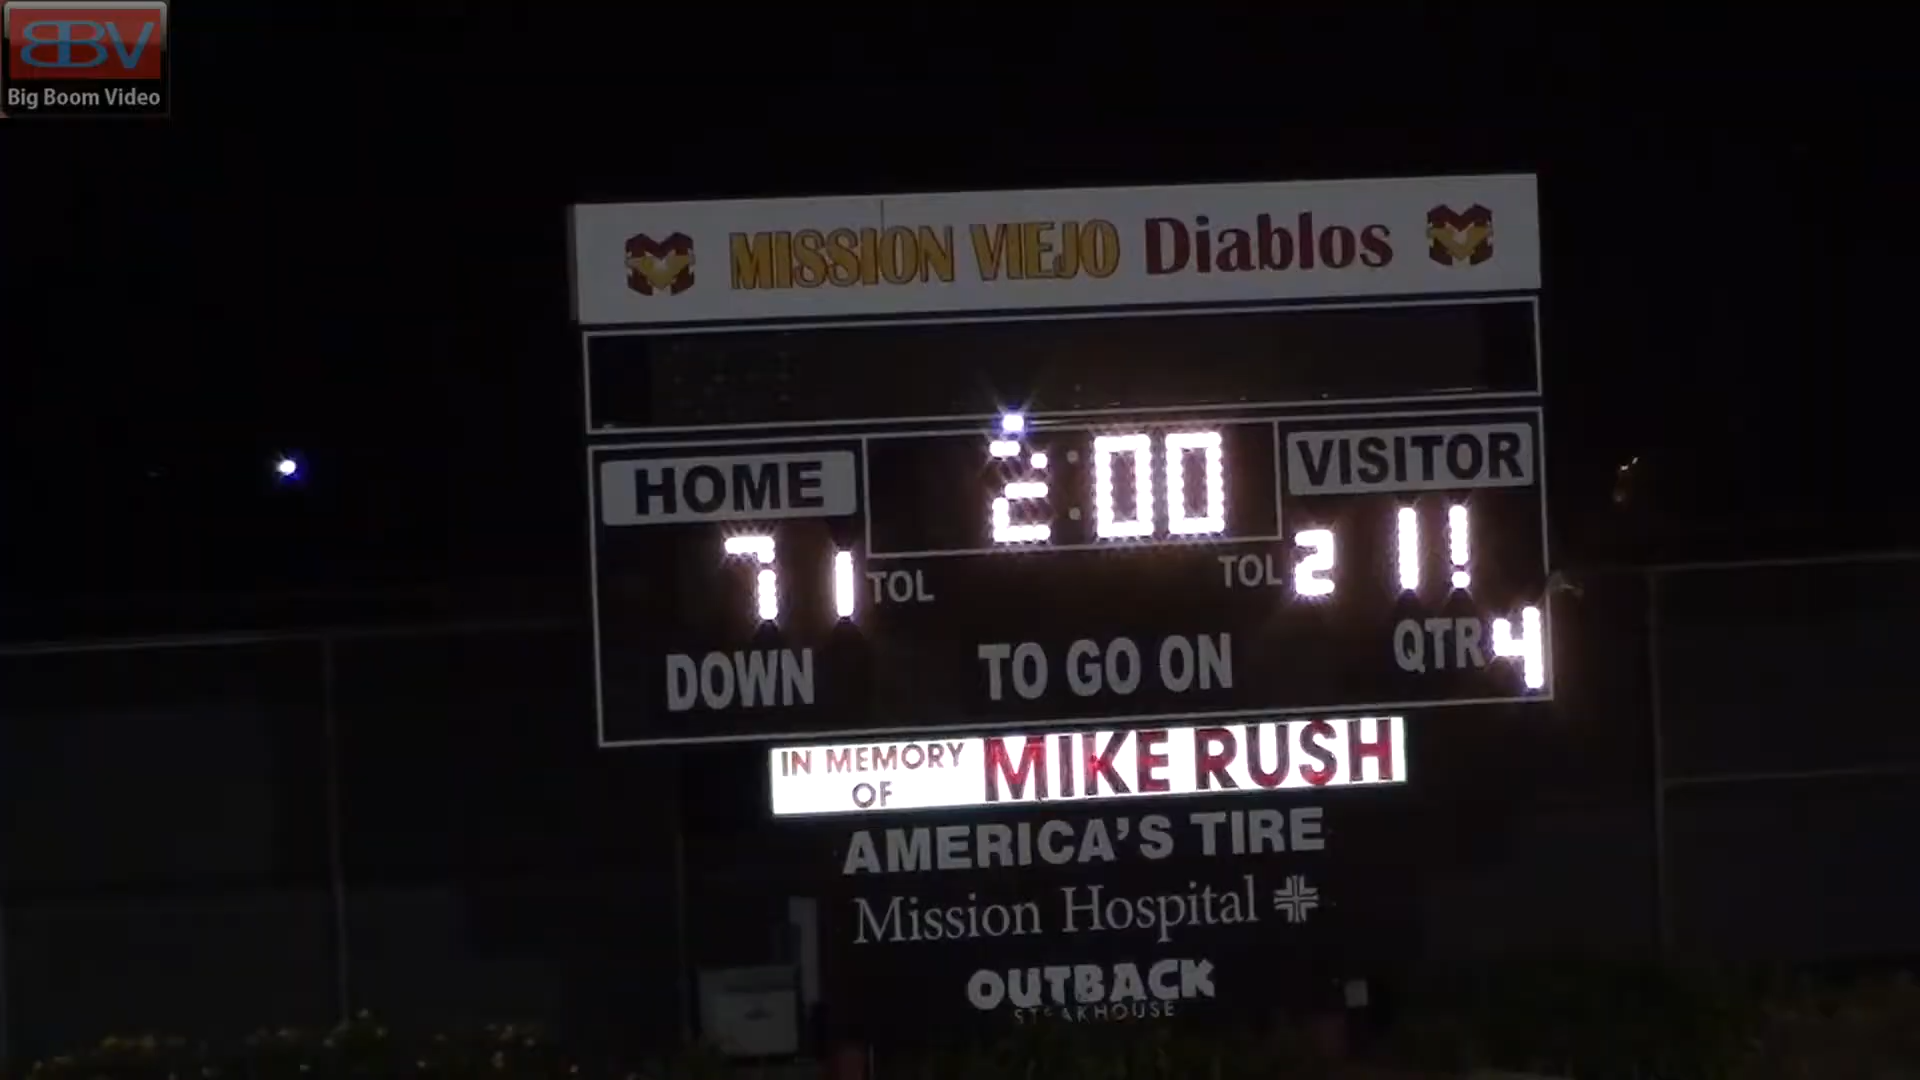 BBV
Big Boom Video
MISSION VIEJO Diablos
HOME 2:00 VISITOR
7 1 TOL TOL 2 1!
DOWN TO GO ON QTR 4
IN MEMORY OF MIKE RUSH
AMERICA'S TIRE
Mission Hospital
OUTBACK
STEAKHOUSE